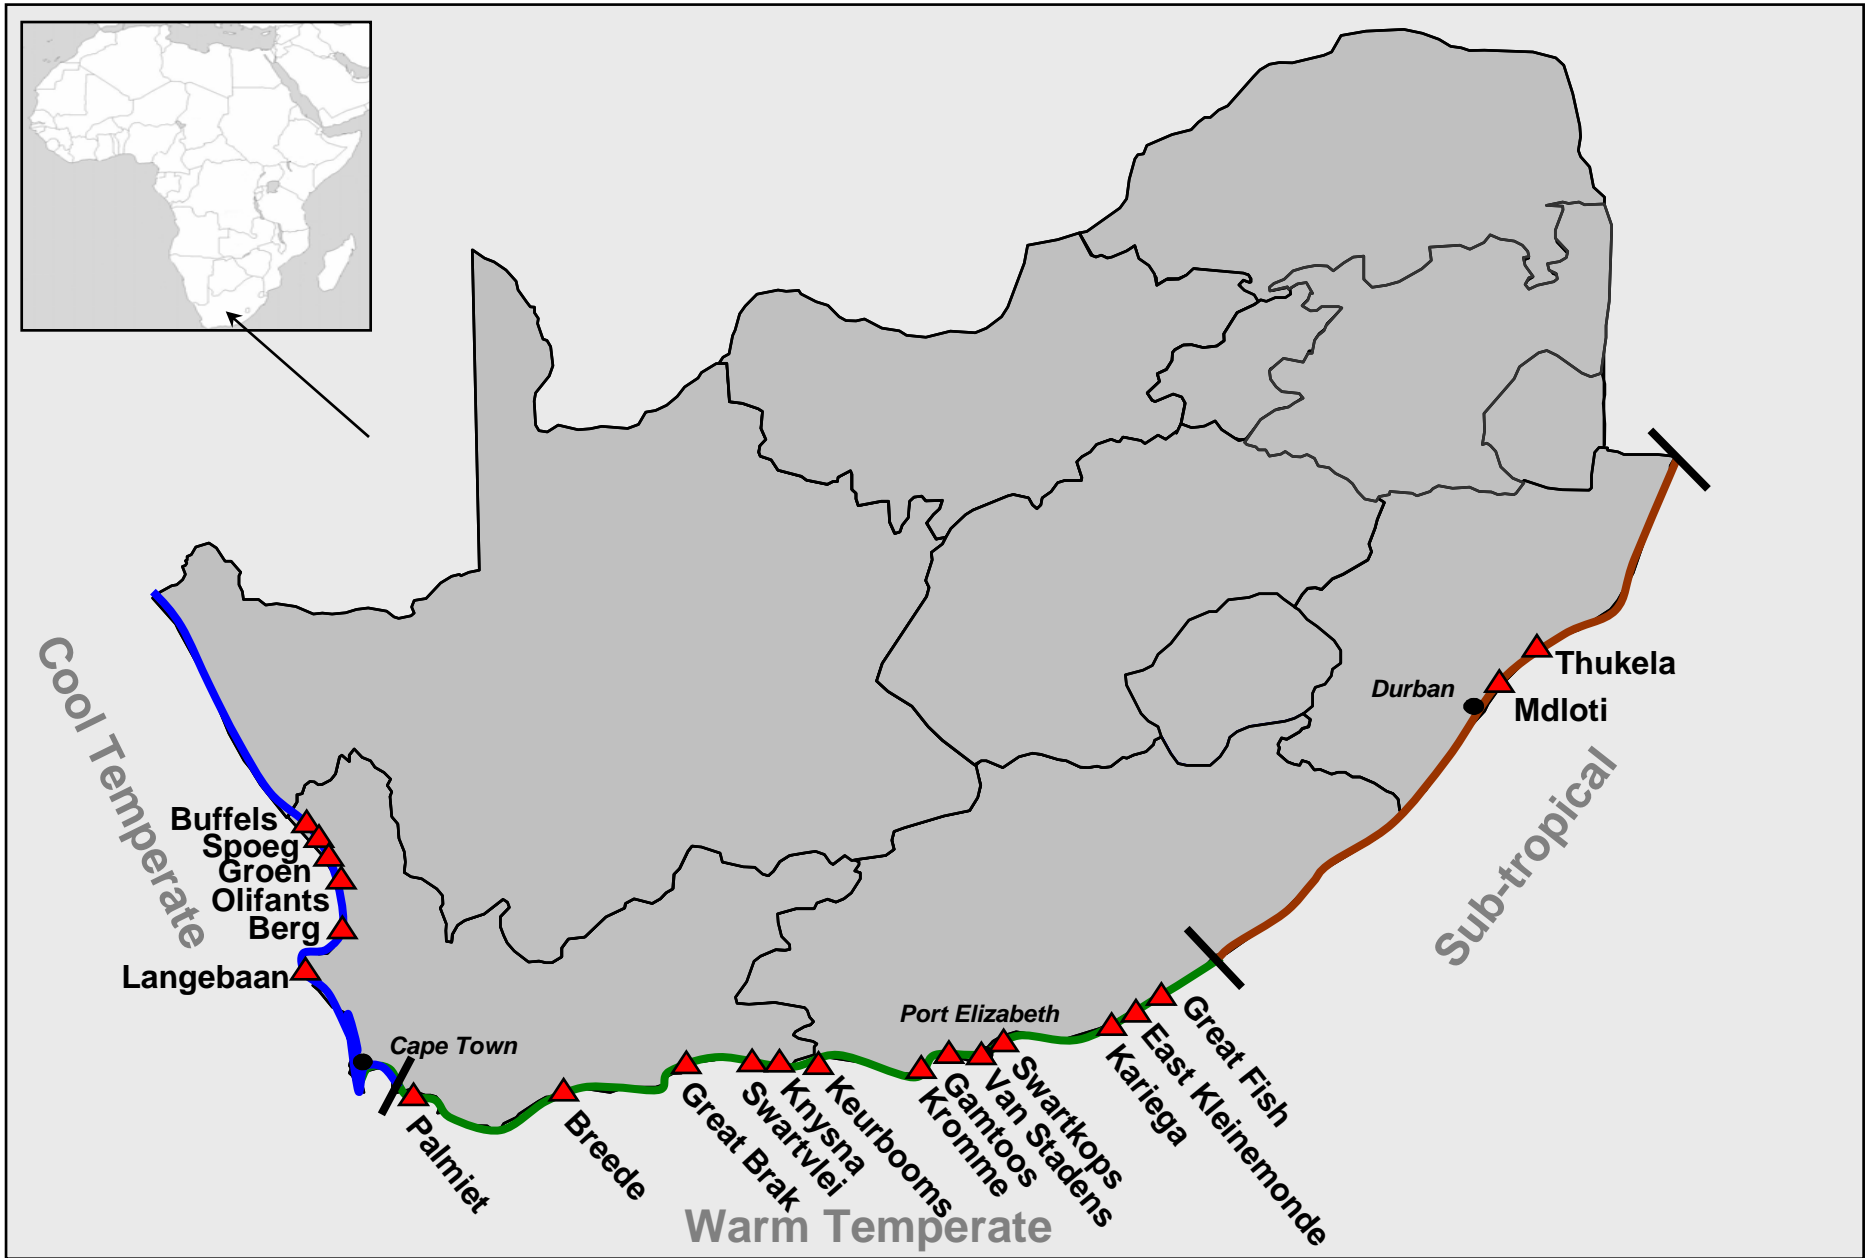 Cool Temperate
Buffels
Spoeg
Groen
Olifants
Berg
Langebaan
Cape Town
Palmiet
Breede
Great Brak
Swartvlei
Knysna
Keurbooms
Kromme
Gamtoos
Van Stadens
Swartkops
Port Elizabeth
Kariega
East Kleinemonde
Great Fish
Warm Temperate
Durban
Thukela
Mdloti
Sub-tropical